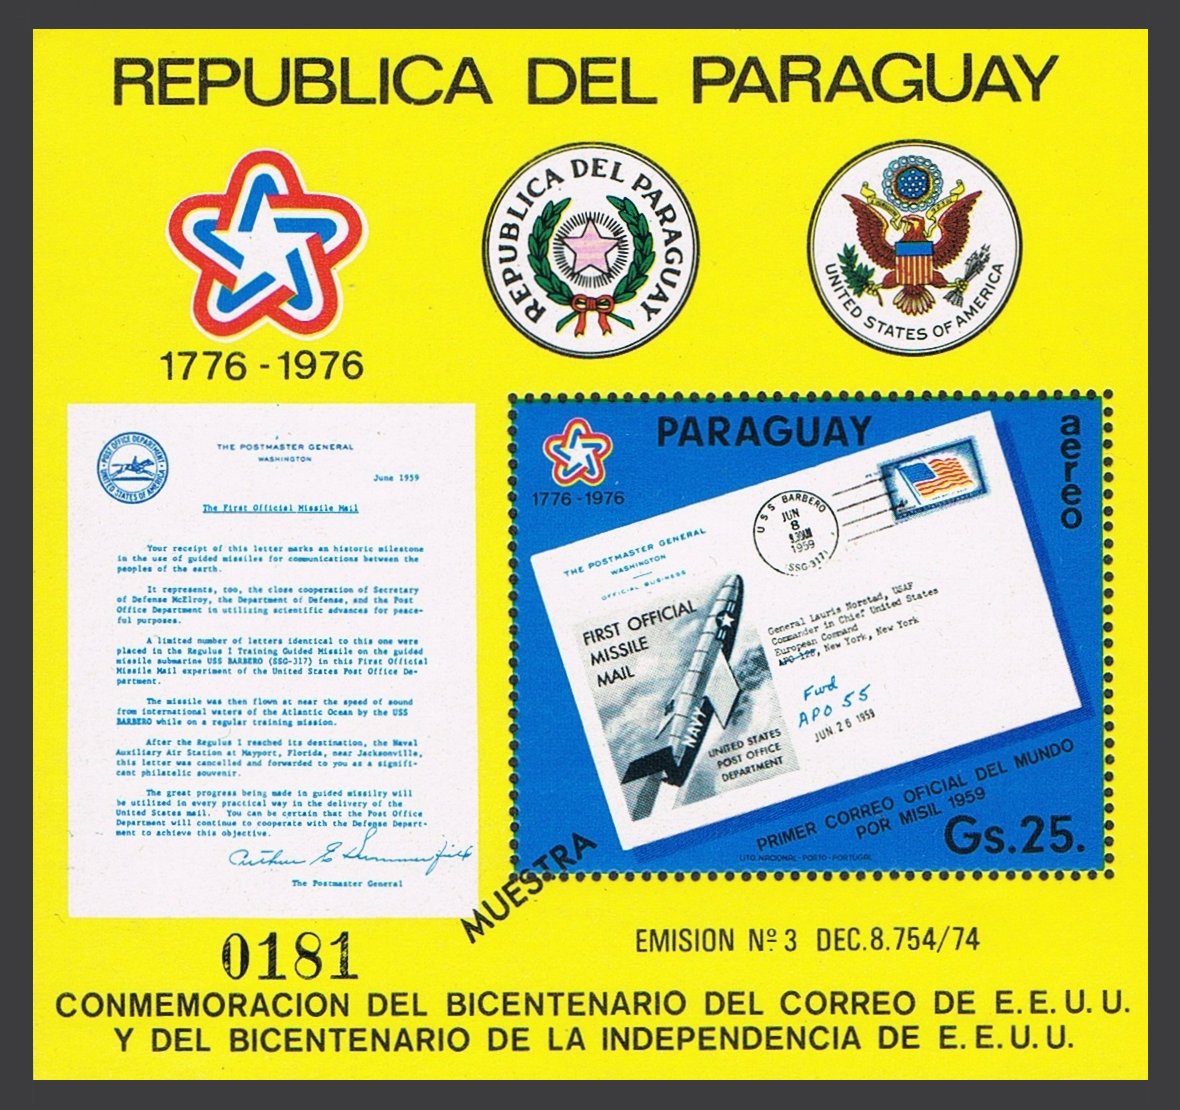 REPUBLICA DEL PARAGUAY
REPUBLICA DEL PARAGUAY
UNITED STATES OF AMERICA
1776 - 1976
POST OFFICE DEPARTMENT
UNITED STATES OF AMERICA
THE POSTMASTER GENERAL
WASHINGTON
June 1959
The First Official Missile Mail
Your receipt of this letter marks an historic milestone
in the use of guided missiles for communications between the
peoples of the earth.
It represents, too, the close cooperation of Secretary
of Defense McElroy, the Department of Defense, and the Post
Office Department in utilizing scientific advances for peace-
ful purposes.
A limited number of letters identical to this one were
placed in the Regulus I Training Guided Missile on the guided
missile submarine USS BARBERO (SSG-317) in this First Official
Missile Mail experiment of the United States Post Office De-
partment.
The missile was then flown at near the speed of sound
from international waters of the Atlantic Ocean by the USS
BARBERO while on a regular training mission.
After the Regulus I reached its destination, the Naval
Auxiliary Air Station at Mayport, Florida, near Jacksonville,
this letter was cancelled and forwarded to you as a signifi-
cant philatelic souvenir.
The great progress being made in guided missilry will
be utilized in every practical way in the delivery of the
United States mail. You can be certain that the Post Office
Department will continue to cooperate with the Defense Depart-
ment to achieve this objective.
Arthur E Summerfield
The Postmaster General
PARAGUAY
aereo
1776 - 1976
THE POSTMASTER GENERAL
WASHINGTON
OFFICIAL BUSINESS
USS BARBERO
JUN
8
9.30AM
1959
(SSG-317)
FIRST OFFICIAL
MISSILE
MAIL
NAVY
UNITED STATES
POST OFFICE
DEPARTMENT
General Lauris Norstad, USAF
Commander in Chief United States
European Command
APO 128, New York, New York
Fwd
APO 55
JUN 26 1959
PRIMER CORREO OFICIAL DEL MUNDO
POR MISIL 1959
Gs.25.
LITO NACIONAL - PORTO - PORTUGAL
MUESTRA
0181
EMISION Nº 3 DEC.8.754/74
CONMEMORACION DEL BICENTENARIO DEL CORREO DE E.E.U.U.
Y DEL BICENTENARIO DE LA INDEPENDENCIA DE E.E.U.U.